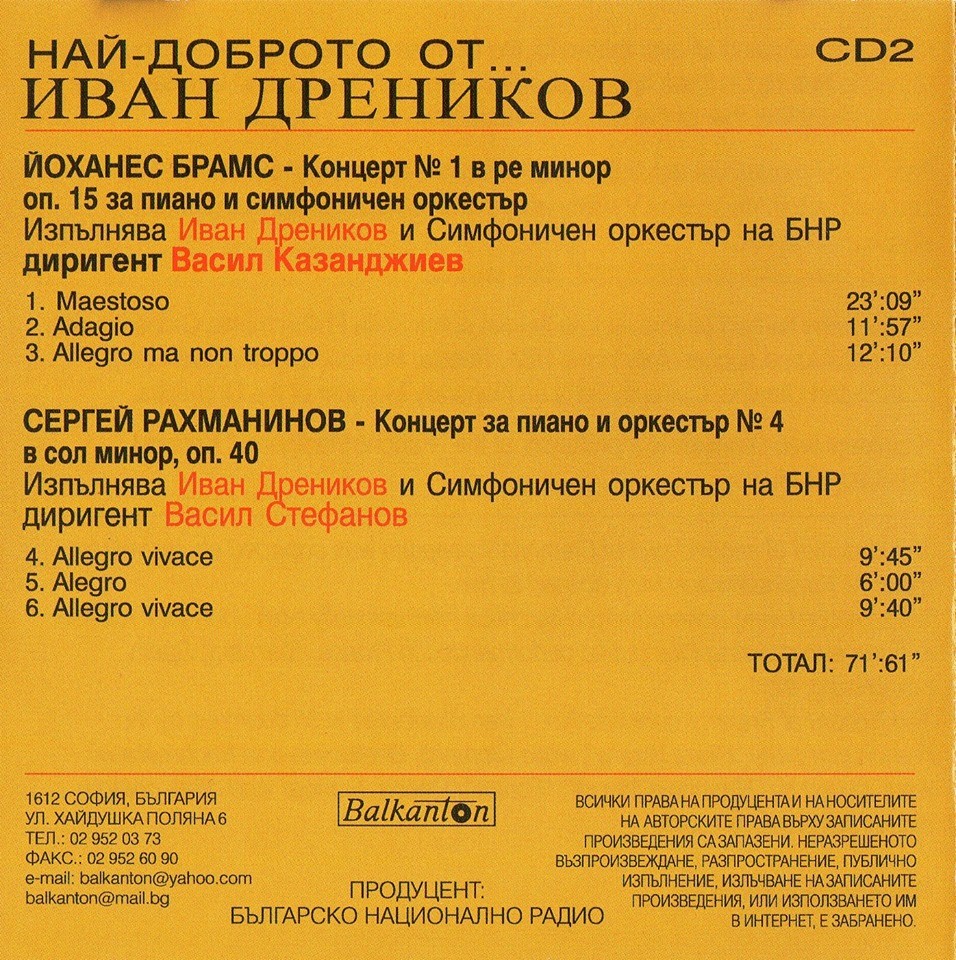 НАЙ-ДОБРОТО ОТ... CD2
ИВАН ДРЕНИКОВ
ЙОХАНЕС БРАМС - Концерт № 1 в ре минор
оп. 15 за пиано и симфоничен оркестър
Изпълнява Иван Дреников и Симфоничен оркестър на БНР
диригент Васил Казанджиев
1. Maestoso 23':09"
2. Adagio 11':57"
3. Allegro ma non troppo 12':10"
СЕРГЕЙ РАХМАНИНОВ - Концерт за пиано и оркестър № 4
в сол минор, оп. 40
Изпълнява Иван Дреников и Симфоничен оркестър на БНР
диригент Васил Стефанов
4. Allegro vivace 9':45"
5. Alegro 6':00"
6. Allegro vivace 9':40"
ТОТАЛ: 71':61"
1612 СОФИЯ, БЪЛГАРИЯ
УЛ. ХАЙДУШКА ПОЛЯНА 6
ТЕЛ.: 02 952 03 73
ФАКС.: 02 952 60 90
e-mail: balkanton@yahoo.com
balkanton@mail.bg
Balkanton
ПРОДУЦЕНТ:
БЪЛГАРСКО НАЦИОНАЛНО РАДИО
ВСИЧКИ ПРАВА НА ПРОДУЦЕНТА И НА НОСИТЕЛИТЕ
НА АВТОРСКИТЕ ПРАВА ВЪРХУ ЗАПИСАНИТЕ
ПРОИЗВЕДЕНИЯ СА ЗАПАЗЕНИ. НЕРАЗРЕШЕНОТО
ВЪЗПРОИЗВЕЖДАНЕ, РАЗПРОСТРАНЕНИЕ, ПУБЛИЧНО
ИЗПЪЛНЕНИЕ, ИЗЛЪЧВАНЕ НА ЗАПИСАНИТЕ
ПРОИЗВЕДЕНИЯ, ИЛИ ИЗПОЛЗВАНЕТО ИМ
В ИНТЕРНЕТ, Е ЗАБРАНЕНО.